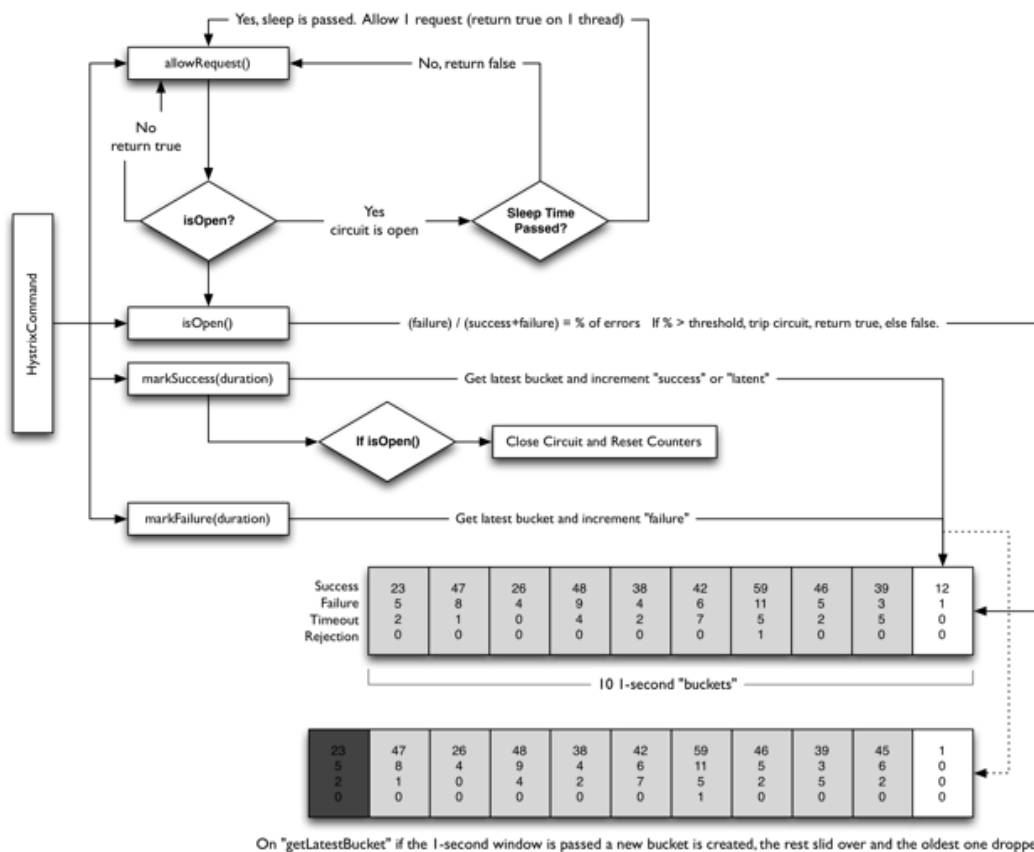 Yes, sleep is passed. Allow 1 request (return true on 1 thread)
allowRequest()
No, return false
No
return true
isOpen?
Yes
circuit is open
Sleep Time
Passed?
HystrixCommand
isOpen()
(failure) / (success+failure) = % of errors If % > threshold, trip circuit, return true, else false.
markSuccess(duration)
Get latest bucket and increment "success" or "latent"
If isOpen()
Close Circuit and Reset Counters
markFailure(duration)
Get latest bucket and increment "failure"
Success 23 47 26 48 38 42 59 46 39 12
Failure 5 8 4 9 4 6 11 5 3 1
Timeout 2 1 0 4 2 7 5 2 5 0
Rejection 0 0 0 0 0 0 1 0 0 0
10 1-second "buckets"
23 47 26 48 38 42 59 46 39 45 1
5 8 4 9 4 6 11 5 3 6 0
2 1 0 4 2 7 5 2 5 2 0
0 0 0 0 0 0 1 0 0 0 0
On "getLatestBucket" if the 1-second window is passed a new bucket is created, the rest slid over and the oldest one droppe